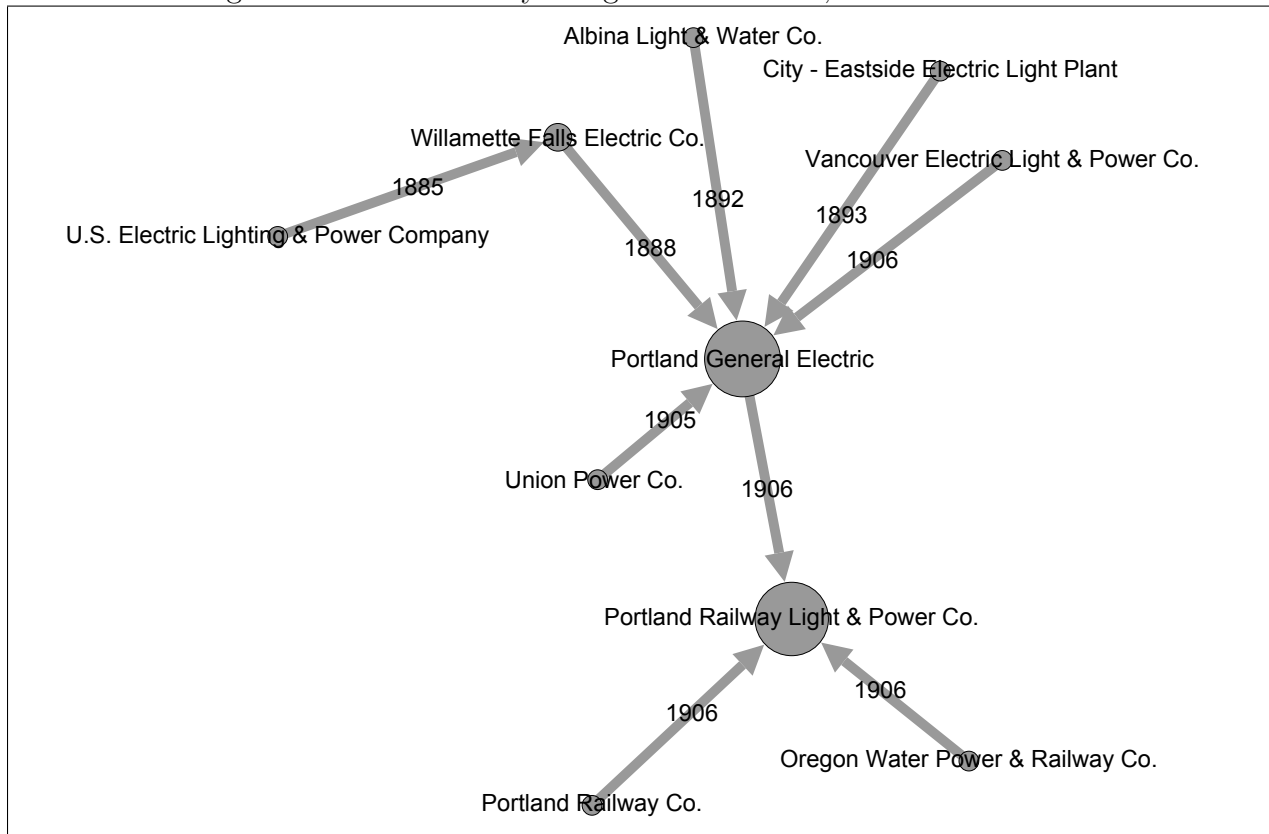 Albina Light & Water Co.
City - Eastside Electric Light Plant
Willamette Falls Electric Co.
Vancouver Electric Light & Power Co.
1885
1892
1893
U.S. Electric Lighting & Power Company
1888
1906
Portland General Electric
1905
Union Power Co.
1906
Portland Railway Light & Power Co.
1906
1906
Oregon Water Power & Railway Co.
Portland Railway Co.